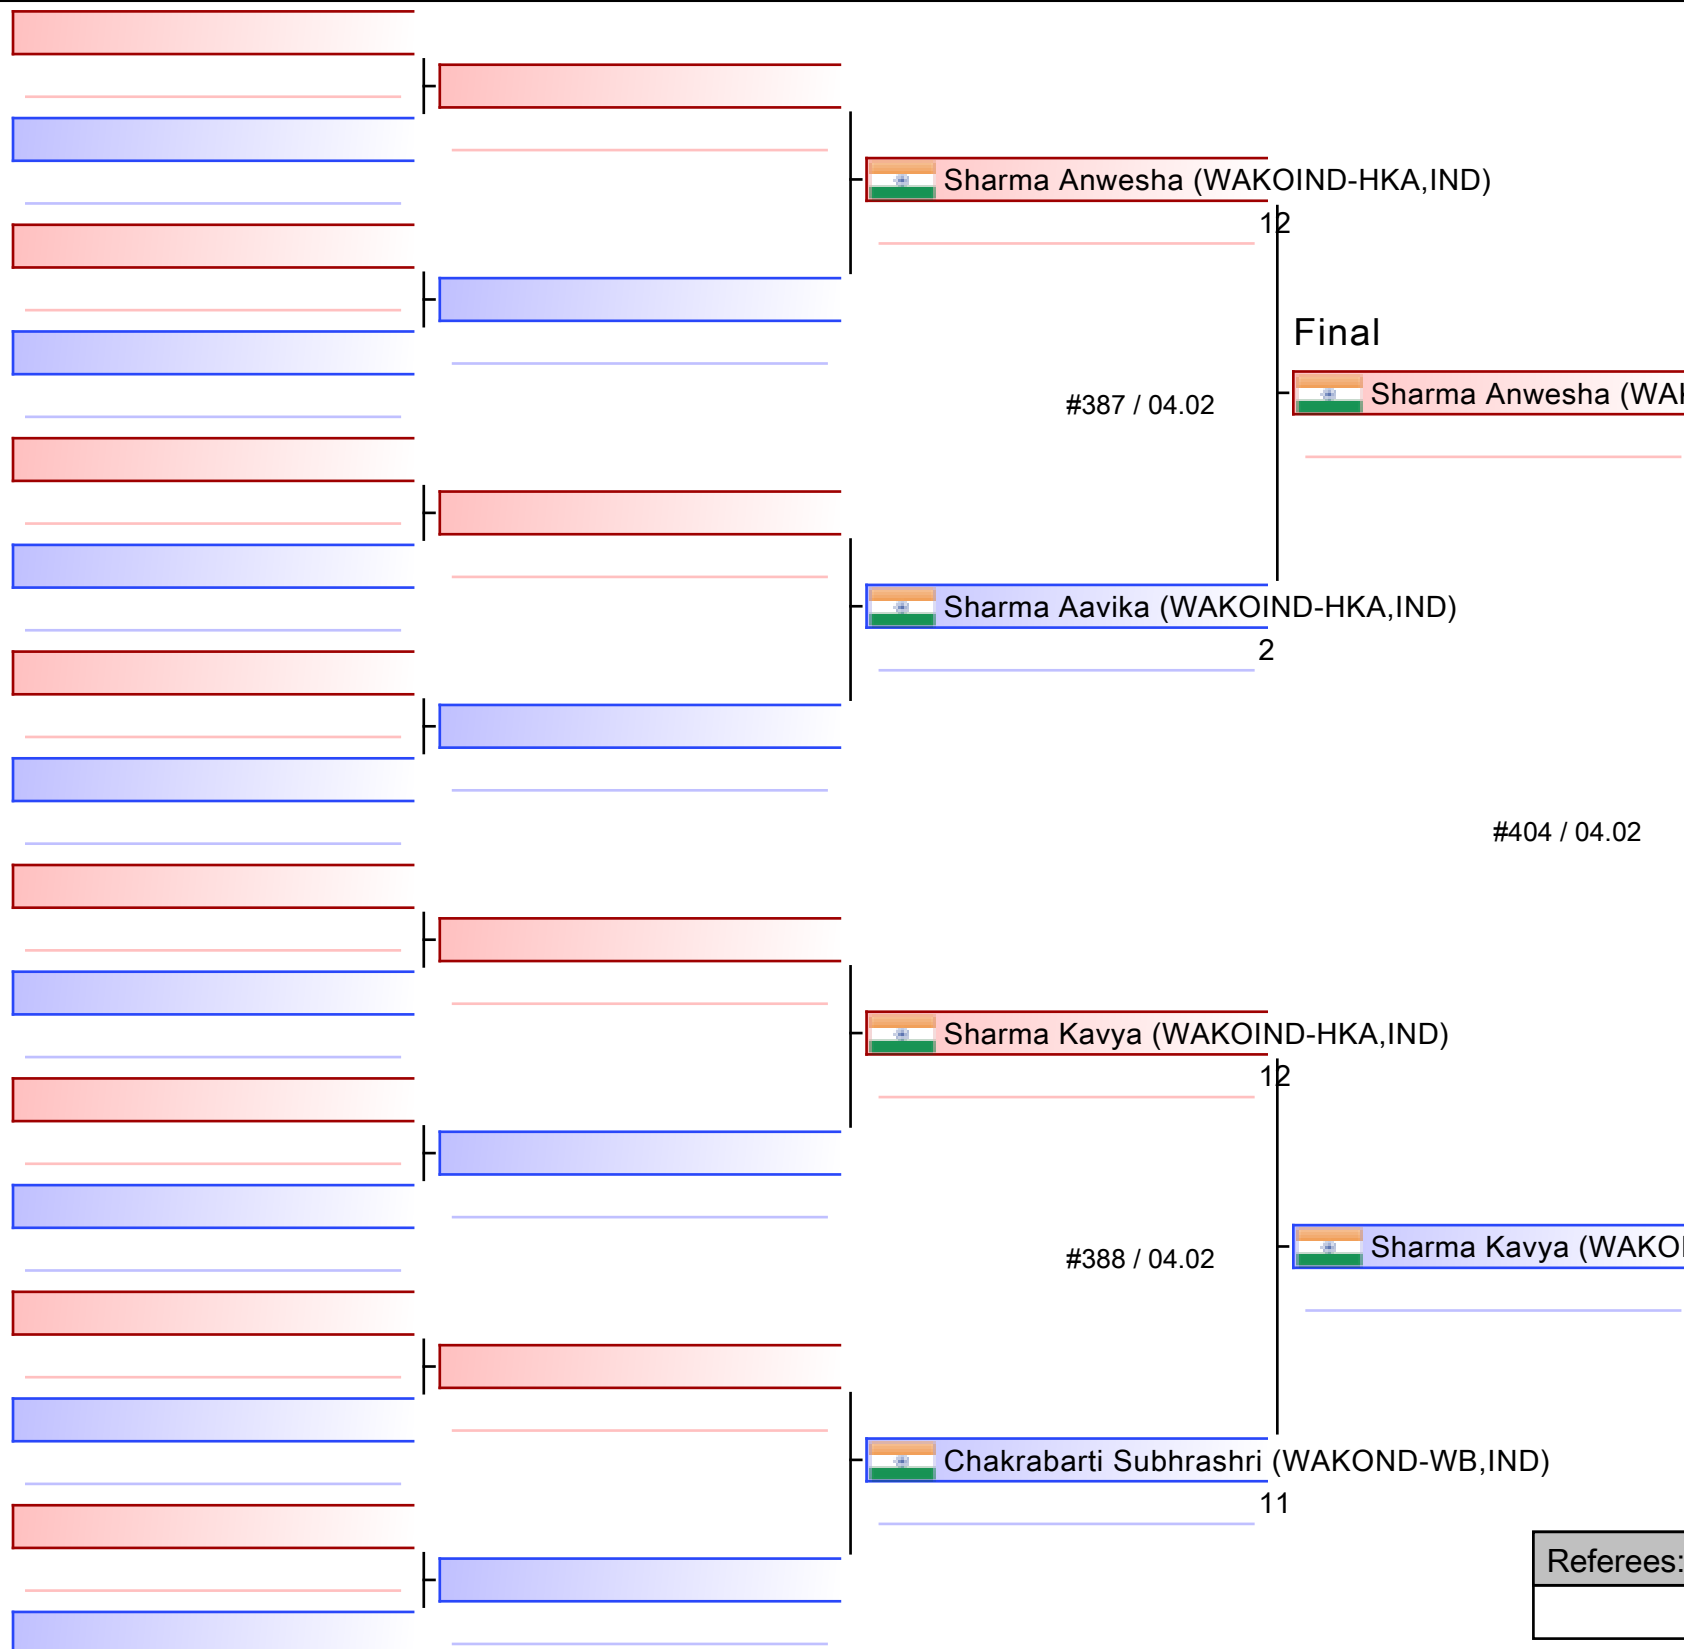 Sharma Anwesha (WAKOIND-HKA,IND)
12
Final
#387 / 04.02
Sharma Anwesha (WAK
Sharma Aavika (WAKOIND-HKA,IND)
2
#404 / 04.02
Sharma Kavya (WAKOIND-HKA,IND)
12
#388 / 04.02
Sharma Kavya (WAKOI
Chakrabarti Subhrashri (WAKOND-WB,IND)
11
Referees: